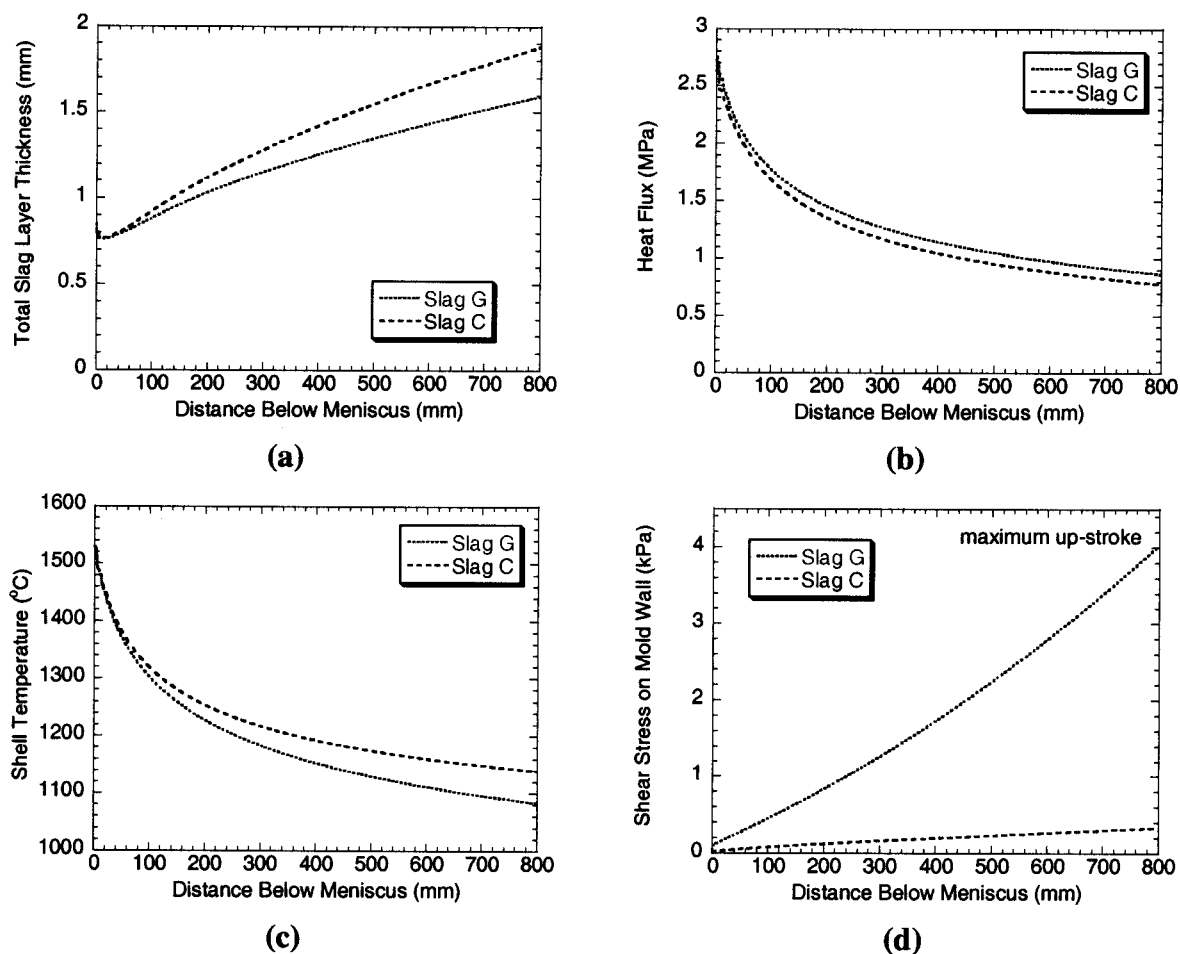 Total Slag Layer Thickness (mm)
2
1.5
1
0.5
0
0 100 200 300 400 500 600 700 800
Distance Below Meniscus (mm)
Slag G
Slag C
(a)
Heat Flux (MPa)
3
2.5
2
1.5
1
0.5
0
0 100 200 300 400 500 600 700 800
Distance Below Meniscus (mm)
Slag G
Slag C
(b)
Shell Temperature (°C)
1600
1500
1400
1300
1200
1100
1000
0 100 200 300 400 500 600 700 800
Distance Below Meniscus (mm)
Slag G
Slag C
(c)
Shear Stress on Mold Wall (kPa)
4
3
2
1
0
0 100 200 300 400 500 600 700 800
Distance Below Meniscus (mm)
maximum up-stroke
Slag G
Slag C
(d)